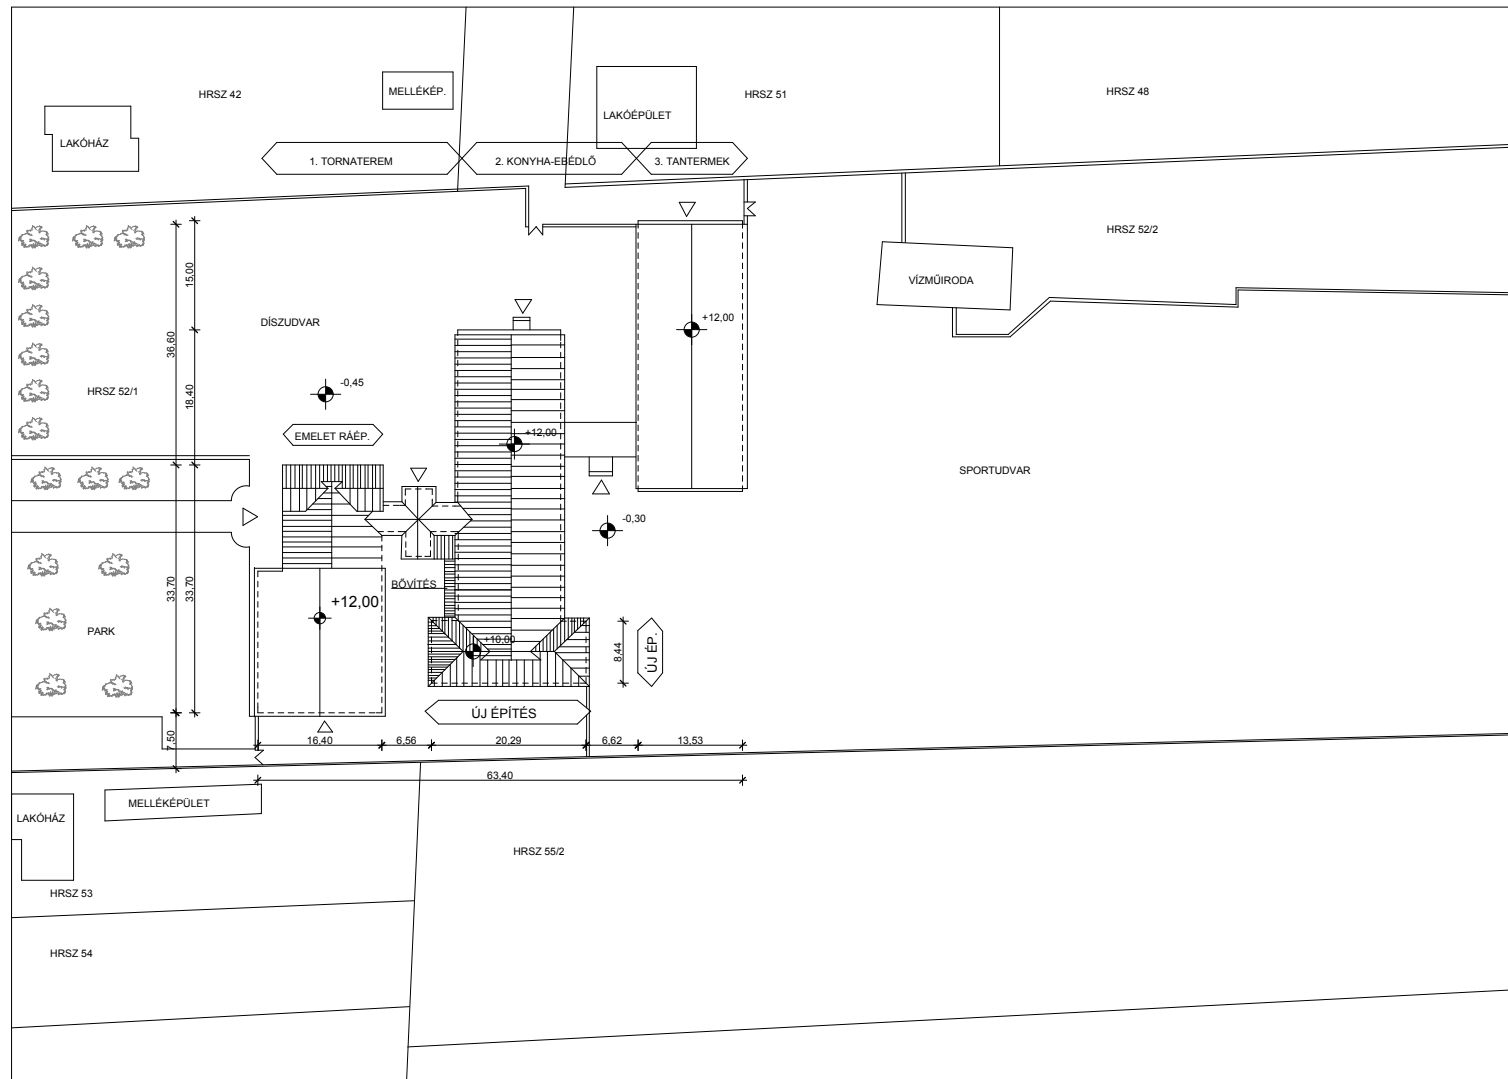 HRSZ 42
MELLÉKÉP.
LAKÓHÁZ
LAKÓÉPÜLET
HRSZ 51
HRSZ 48
1. TORNATEREM
2. KONYHA-EBÉDLŐ
3. TANTERMEK
HRSZ 52/2
VÍZMŰIRODA
15,00
36,60
18,40
DÍSZUDVAR
+12,00
-0,45
HRSZ 52/1
EMELET RÁÉP.
+12,00
SPORTUDVAR
-0,30
33,70
33,70
BŐVÍTÉS
+12,00
PARK
+10,00
8,44
ÚJ ÉP.
ÚJ ÉPÍTÉS
7,50
16,40
6,56
20,29
6,62
13,53
63,40
MELLÉKÉPÜLET
LAKÓHÁZ
HRSZ 55/2
HRSZ 53
HRSZ 54